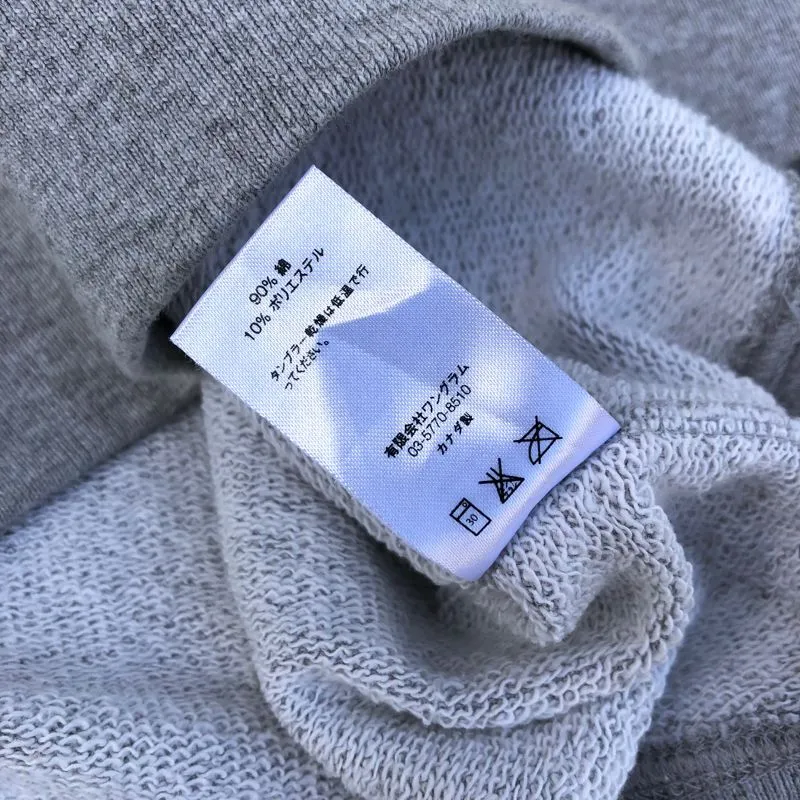 90% 綿
10% ポリエステル
タンブラー乾燥は低温で行
ってください。
有限会社ワングラム
03-5770-8510
カナダ製
30